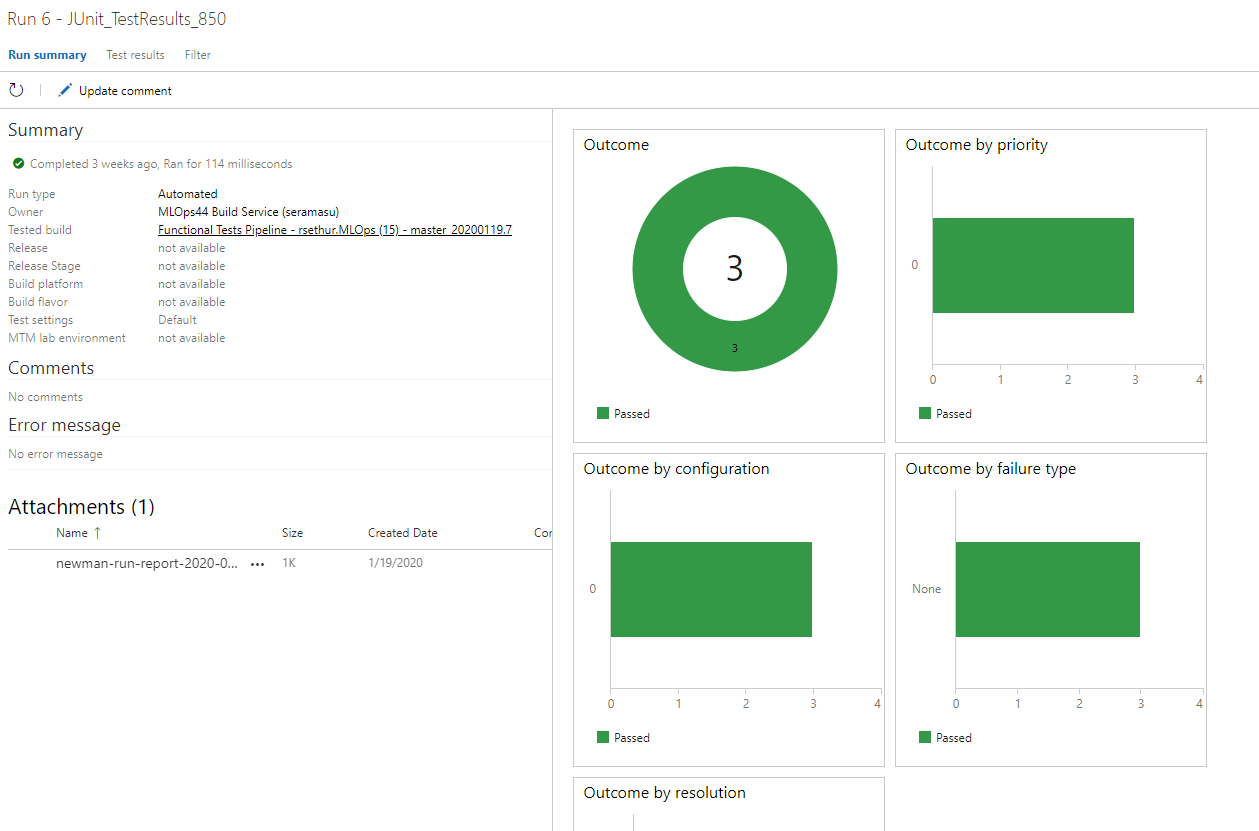 Run 6 - JUnit_TestResults_850
Run summary Test results Filter
Update comment
Summary
Completed 3 weeks ago, Ran for 114 milliseconds
Run type Automated
Owner MLOps44 Build Service (seramasu)
Tested build Functional Tests Pipeline - rsethur.MLOps (15) - master_20200119.7
Release not available
Release Stage not available
Build platform not available
Build flavor not available
Test settings Default
MTM lab environment not available
Comments
No comments
Error message
No error message
Attachments (1)
Name ↑ Size Created Date Cor
newman-run-report-2020-0... ••• 1K 1/19/2020
Outcome
3
3
Passed
Outcome by priority
0
0 1 2 3 4
Passed
Outcome by configuration
0
0 1 2 3 4
Passed
Outcome by failure type
None
0 1 2 3 4
Passed
Outcome by resolution